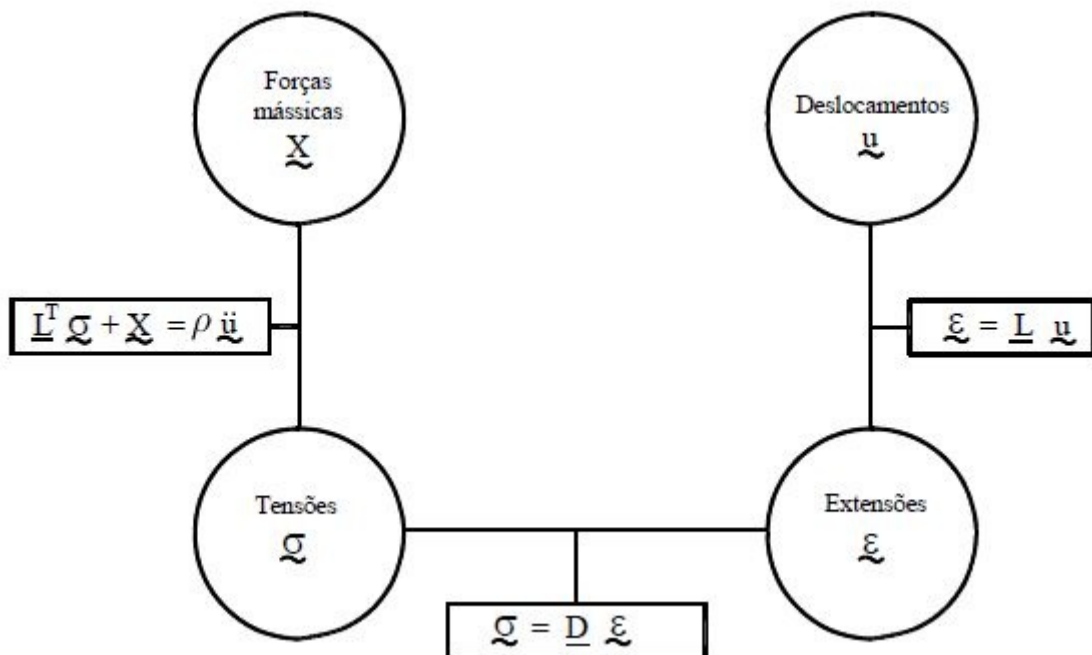 Forças
mássicas
X
Deslocamentos
u
L^T σ + X = ρ ü
ε = L u
Tensões
σ
Extensões
ε
σ = D ε